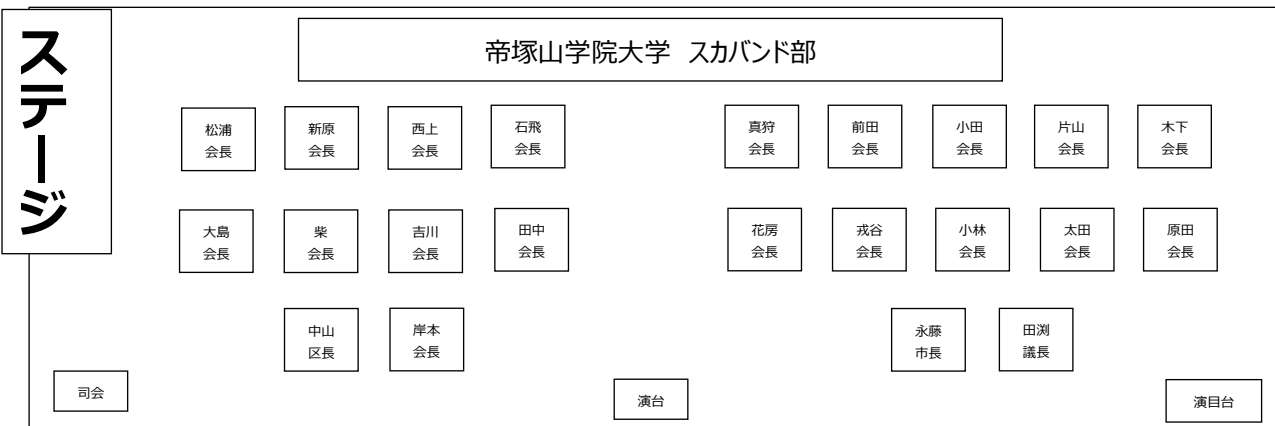 ステージ
帝塚山学院大学 スカバンド部
松浦
会長
新原
会長
西上
会長
石飛
会長
真狩
会長
前田
会長
小田
会長
片山
会長
木下
会長
大島
会長
柴
会長
吉川
会長
田中
会長
花房
会長
戎谷
会長
小林
会長
太田
会長
原田
会長
中山
区長
岸本
会長
永藤
市長
田渕
議長
司会
演台
演目台